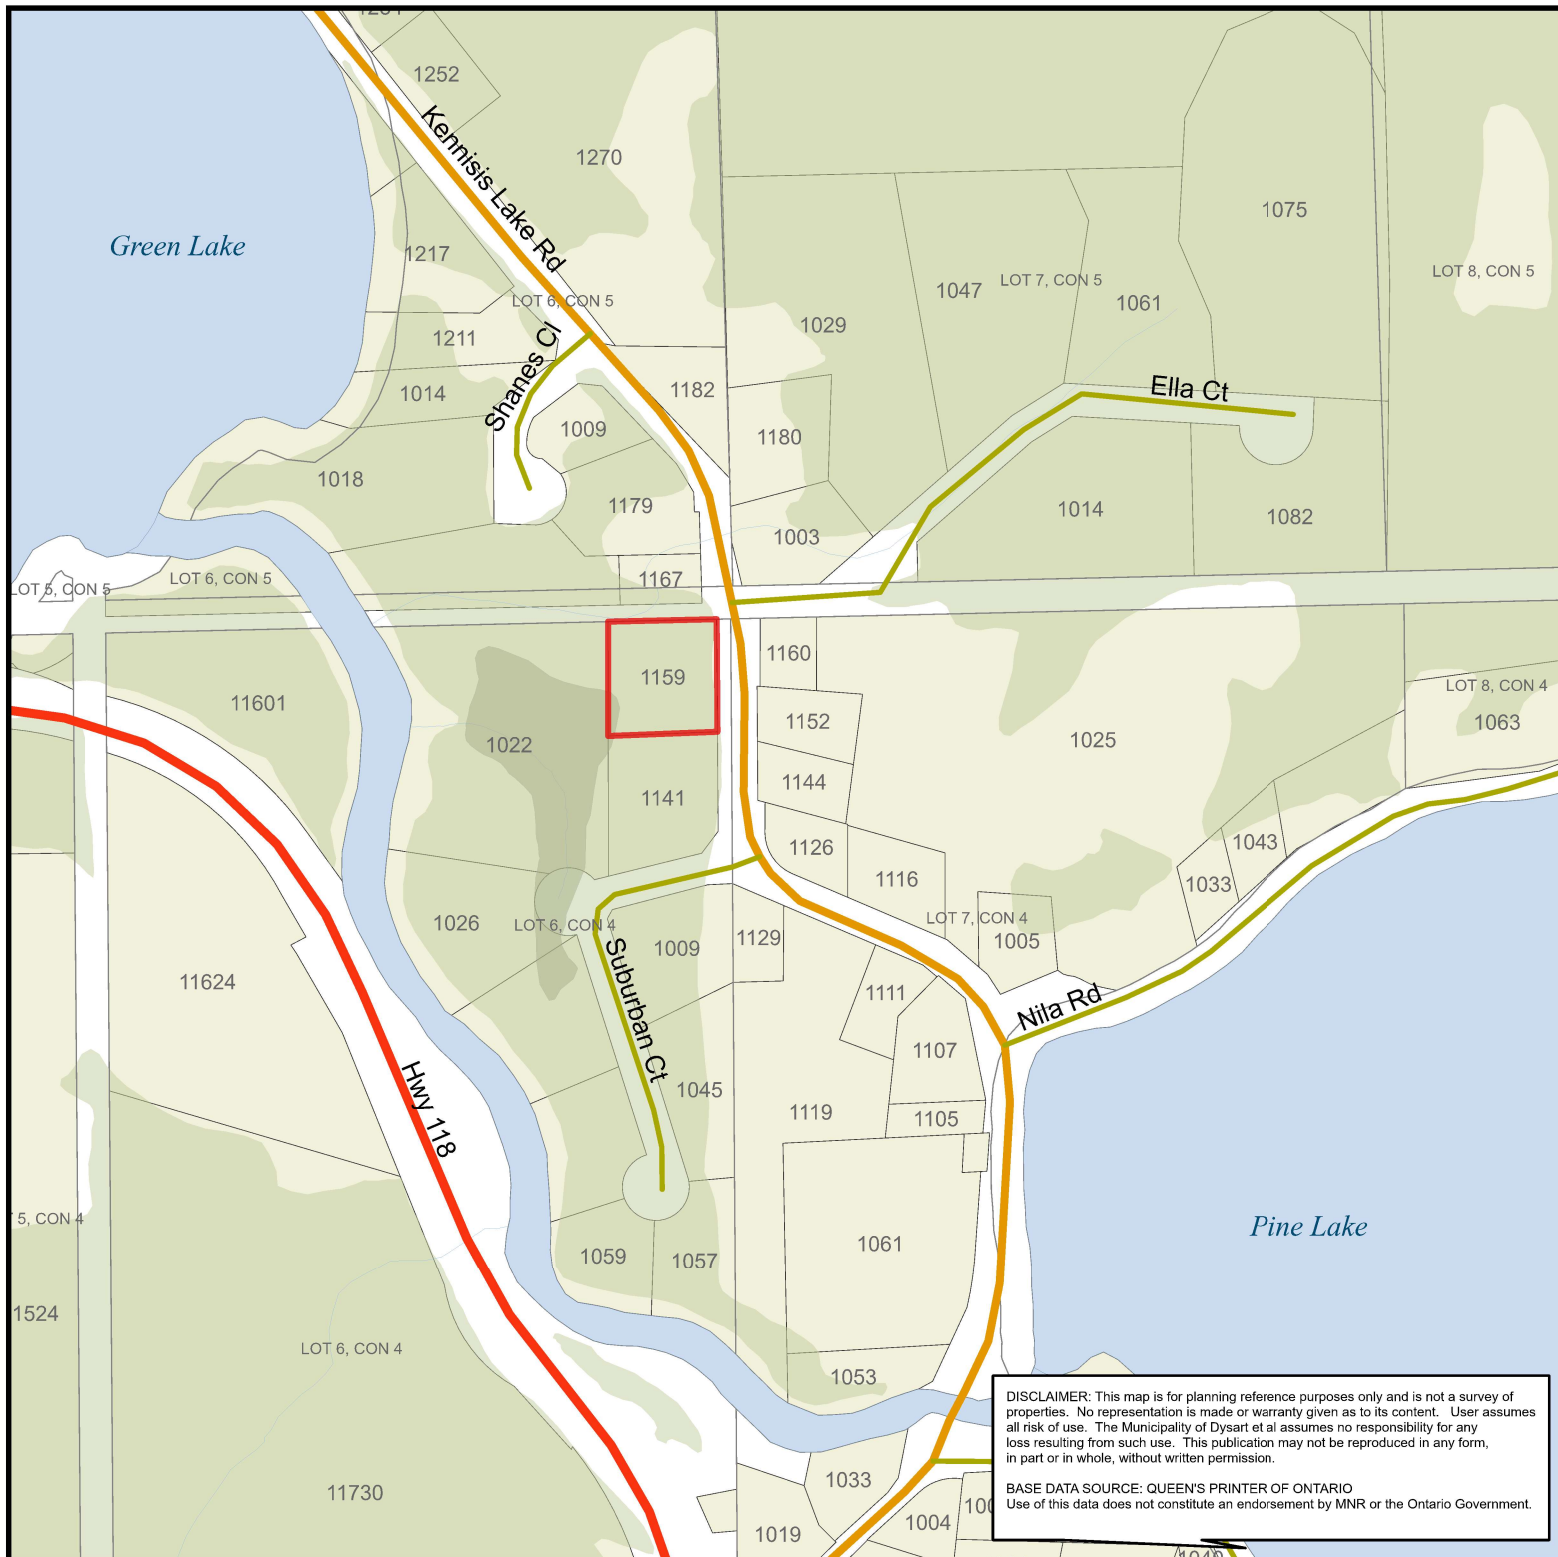 1252
Kennisis Lake Rd
1270
1075
Green Lake
1217
LOT 7, CON 5
LOT 8, CON 5
1047
1061
LOT 6, CON 5
1029
1211
Shanes Cl
1014
1182
Ella Ct
1009
1180
1018
1179
1014
1082
1003
LOT 5, CON 5
LOT 6, CON 5
1167
1160
1159
LOT 8, CON 4
11601
1152
1063
1022
1025
1144
1141
1126
1043
1116
1033
1026
LOT 6, CON 4
LOT 7, CON 4
1009
1129
1005
11624
Suburban Ct
1111
Nila Rd
1107
Hwy 118
1045
1119
1105
5, CON 4
Pine Lake
1061
1059
1057
1524
LOT 6, CON 4
1053
DISCLAIMER: This map is for planning reference purposes only and is not a survey of
properties. No representation is made or warranty given as to its content. User assumes
all risk of use. The Municipality of Dysart et al assumes no responsibility for any
loss resulting from such use. This publication may not be reproduced in any form,
in part or in whole, without written permission.
BASE DATA SOURCE: QUEEN'S PRINTER OF ONTARIO
Use of this data does not constitute an endorsement by MNR or the Ontario Government.
1033
11730
1004
1019